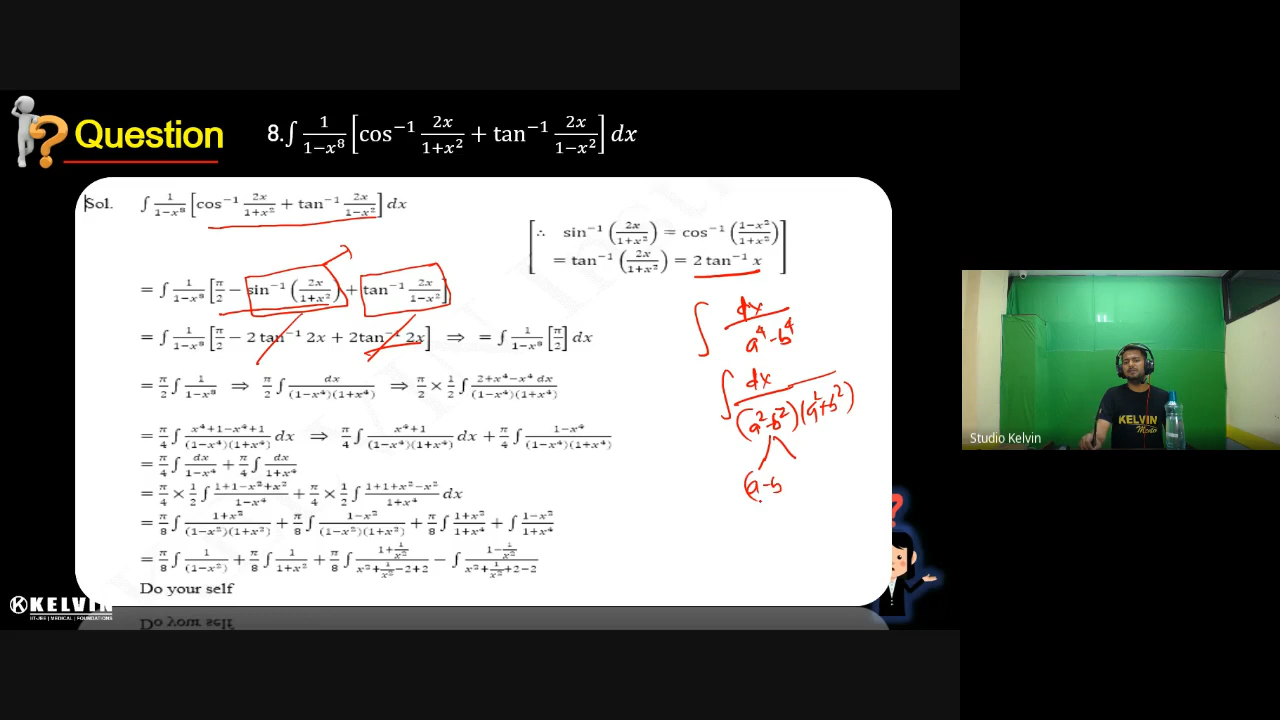 Question
8.∫ 1/(1−x⁸) [cos⁻¹ 2x/(1+x²) + tan⁻¹ 2x/(1−x²)] dx
Sol. ∫ 1/(1−x⁸) [cos⁻¹ 2x/(1+x²) + tan⁻¹ 2x/(1−x²)] dx
[∴ sin⁻¹ (2x/(1+x²)) = cos⁻¹ ((1−x²)/(1+x²))
= tan⁻¹ (2x/(1+x²)) = 2 tan⁻¹ x]
= ∫ 1/(1−x⁸) [π/2 − sin⁻¹ (2x/(1+x²)) + tan⁻¹ 2x/(1−x²)]
= ∫ 1/(1−x⁸) [π/2 − 2 tan⁻¹ 2x + 2tan⁻¹ 2x] ⇒ = ∫ 1/(1−x⁸) [π/2] dx
= π/2 ∫ 1/(1−x⁸) ⇒ π/2 ∫ dx/((1−x⁴)(1+x⁴)) ⇒ π/2 × 1/2 ∫ (2+x⁴−x⁴ dx)/((1−x⁴)(1+x⁴))
= π/4 ∫ (x⁴+1−x⁴+1)/((1−x⁴)(1+x⁴)) dx ⇒ π/4 ∫ (x⁴+1)/((1−x⁴)(1+x⁴)) dx + π/4 ∫ (1−x⁴)/((1−x⁴)(1+x⁴))
= π/4 ∫ dx/(1−x⁴) + π/4 ∫ dx/(1+x⁴)
= π/4 × 1/2 ∫ (1+1−x²+x²)/(1−x⁴) + π/4 × 1/2 ∫ (1+1+x²−x²)/(1+x⁴) dx
= π/8 ∫ (1+x²)/((1−x²)(1+x²)) + π/8 ∫ (1−x²)/((1−x²)(1+x²)) + π/8 ∫ (1+x²)/(1+x⁴) + ∫ (1−x²)/(1+x⁴)
= π/8 ∫ 1/(1−x²) + π/8 ∫ 1/(1+x²) + π/8 ∫ (1+1/x²)/(x²+1/x²−2+2) − ∫ (1−1/x²)/(x²+1/x²+2−2)
Do your self
∫ dx/(a⁴−b⁴)
∫ dx/((a²−b²)(a²+b²))
(a−b
KELVIN
IIT-JEE | MEDICAL | FOUNDATIONS
KELVIN
Studio Kelvin